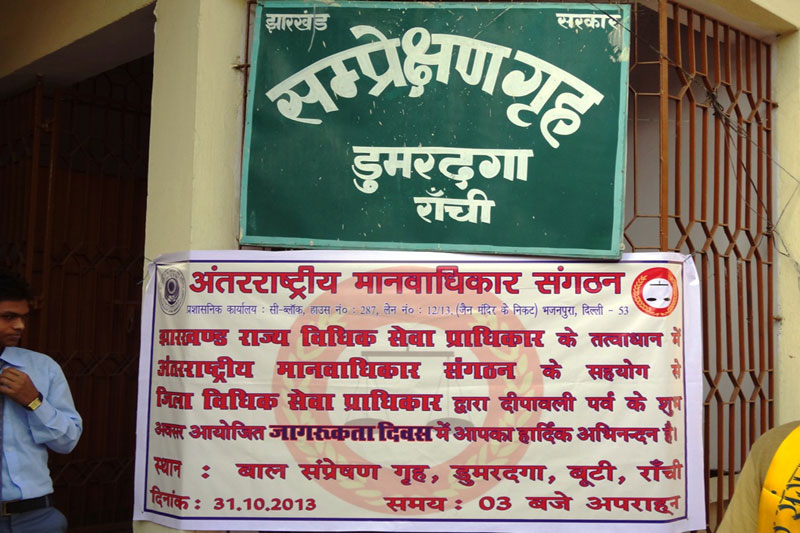 झारखंड सरकार
सम्प्रेक्षण गृह
डुमरदगा
राँची
अंतरराष्ट्रीय मानवाधिकार संगठन
प्रशासनिक कार्यालय : सी-ब्लॉक, हाउस नं० : 287, लेन नं० : 12/13, (जैन मंदिर के निकट) भजनपुरा, दिल्ली - 53
झारखण्ड राज्य विधिक सेवा प्राधिकार के तत्वाधान में
अंतरराष्ट्रीय मानवाधिकार संगठन के सहयोग से
जिला विधिक सेवा प्राधिकार द्वारा दीपावली पर्व के शुभ
अवसर आयोजित जागरूकता दिवस में आपका हार्दिक अभिनन्दन है।
स्थान : बाल संप्रेषण गृह, डुमरदगा, बूटी, राँची
दिनांक : 31.10.2013 समय : 03 बजे अपराह्न